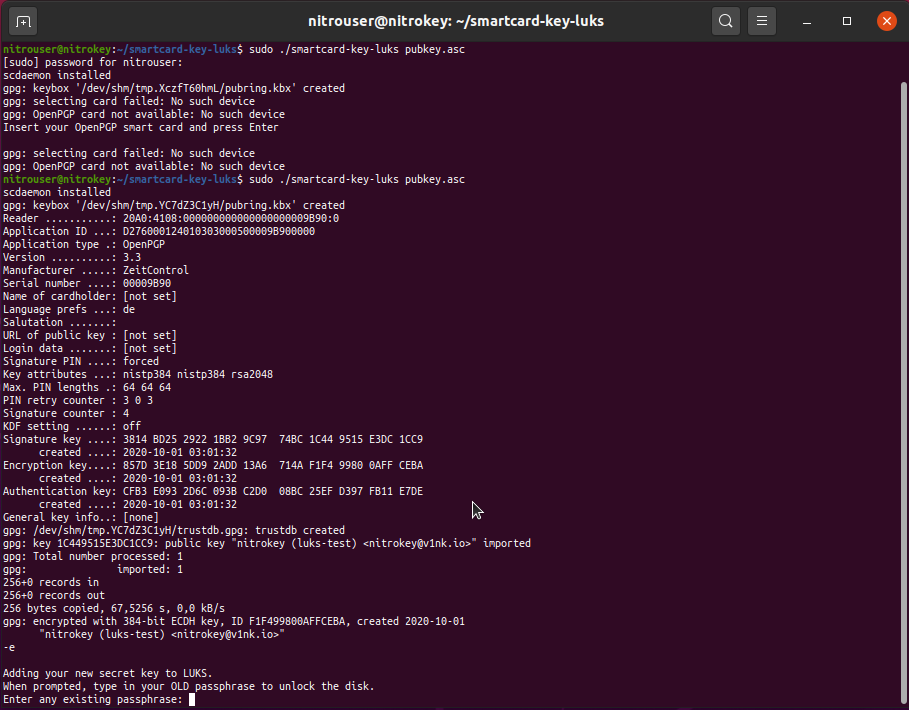 nitrouser@nitrokey: ~/smartcard-key-luks
nitrouser@nitrokey:~/smartcard-key-luks$ sudo ./smartcard-key-luks pubkey.asc
[sudo] password for nitrouser:
scdaemon installed
gpg: keybox '/dev/shm/tmp.XczfT60hmL/pubring.kbx' created
gpg: selecting card failed: No such device
gpg: OpenPGP card not available: No such device
Insert your OpenPGP smart card and press Enter
gpg: selecting card failed: No such device
gpg: OpenPGP card not available: No such device
nitrouser@nitrokey:~/smartcard-key-luks$ sudo ./smartcard-key-luks pubkey.asc
scdaemon installed
gpg: keybox '/dev/shm/tmp.YC7dZ3C1yH/pubring.kbx' created
Reader ...........: 20A0:4108:000000000000000000009B90:0
Application ID ...: D276000124010303000500009B900000
Application type .: OpenPGP
Version ..........: 3.3
Manufacturer .....: ZeitControl
Serial number ....: 00009B90
Name of cardholder: [not set]
Language prefs ...: de
Salutation .......:
URL of public key : [not set]
Login data .......: [not set]
Signature PIN ....: forced
Key attributes ...: nistp384 nistp384 rsa2048
Max. PIN lengths .: 64 64 64
PIN retry counter : 3 0 3
Signature counter : 4
KDF setting ......: off
Signature key ....: 3814 BD25 2922 1BB2 9C97  74BC 1C44 9515 E3DC 1CC9
      created ....: 2020-10-01 03:01:32
Encryption key....: 857D 3E18 5DD9 2ADD 13A6  714A F1F4 9980 0AFF CEBA
      created ....: 2020-10-01 03:01:32
Authentication key: CFB3 E093 2D6C 093B C2D0  08BC 25EF D397 FB11 E7DE
      created ....: 2020-10-01 03:01:32
General key info..: [none]
gpg: /dev/shm/tmp.YC7dZ3C1yH/trustdb.gpg: trustdb created
gpg: key 1C449515E3DC1CC9: public key "nitrokey (luks-test) <nitrokey@v1nk.io>" imported
gpg: Total number processed: 1
gpg:               imported: 1
256+0 records in
256+0 records out
256 bytes copied, 67,5256 s, 0,0 kB/s
gpg: encrypted with 384-bit ECDH key, ID F1F499800AFFCEBA, created 2020-10-01
      "nitrokey (luks-test) <nitrokey@v1nk.io>"
-e
Adding your new secret key to LUKS.
When prompted, type in your OLD passphrase to unlock the disk.
Enter any existing passphrase: